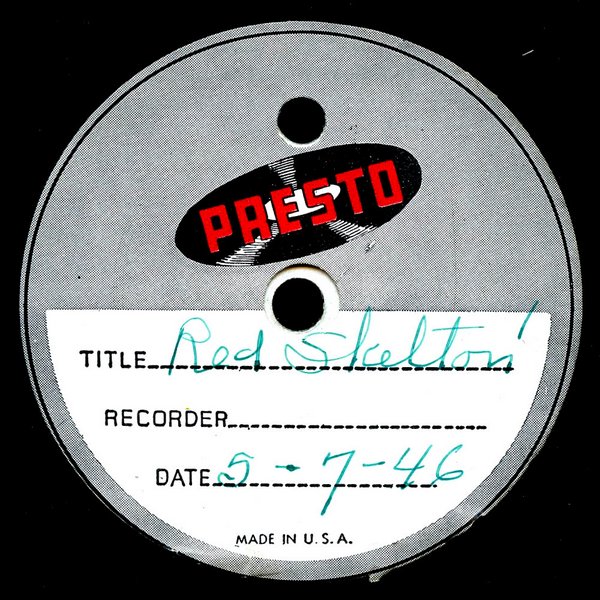 PRESTO
TITLE Red Skelton
RECORDER
DATE 5-7-46
MADE IN U.S.A.